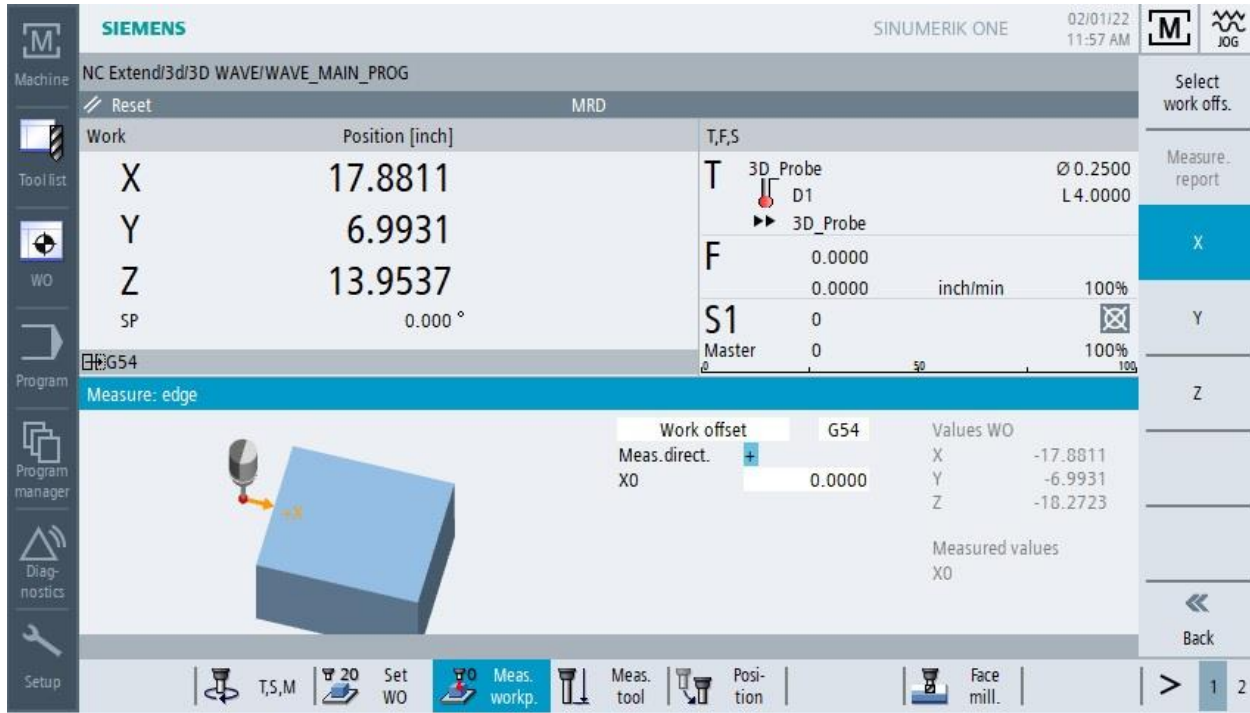 SIEMENS
SINUMERIK ONE
02/01/22
11:57 AM
M
M
JOG
Machine
NC Extend/3d/3D WAVE/WAVE_MAIN_PROG
Reset
MRD
Select
work offs.
Work
Position [inch]
T,F,S
X
17.8811
Y
6.9931
Z
13.9537
SP
0.000 °
G54
T
3D_Probe
Ø 0.2500
D1
L 4.0000
3D_Probe
F
0.0000
0.0000
inch/min
100%
S1
0
Master
0
100%
0
50
100
Measure.
report
X
Y
Z
Tool list
WO
Program
Program
manager
Diag-
nostics
Setup
Measure: edge
+X
Work offset
G54
Meas.direct.
+
X0
0.0000
Values WO
X
-17.8811
Y
-6.9931
Z
-18.2723
Measured values
X0
«
Back
T,S,M
20
Set
WO
0
Meas.
workp.
Meas.
tool
Posi-
tion
Face
mill.
>
1
2